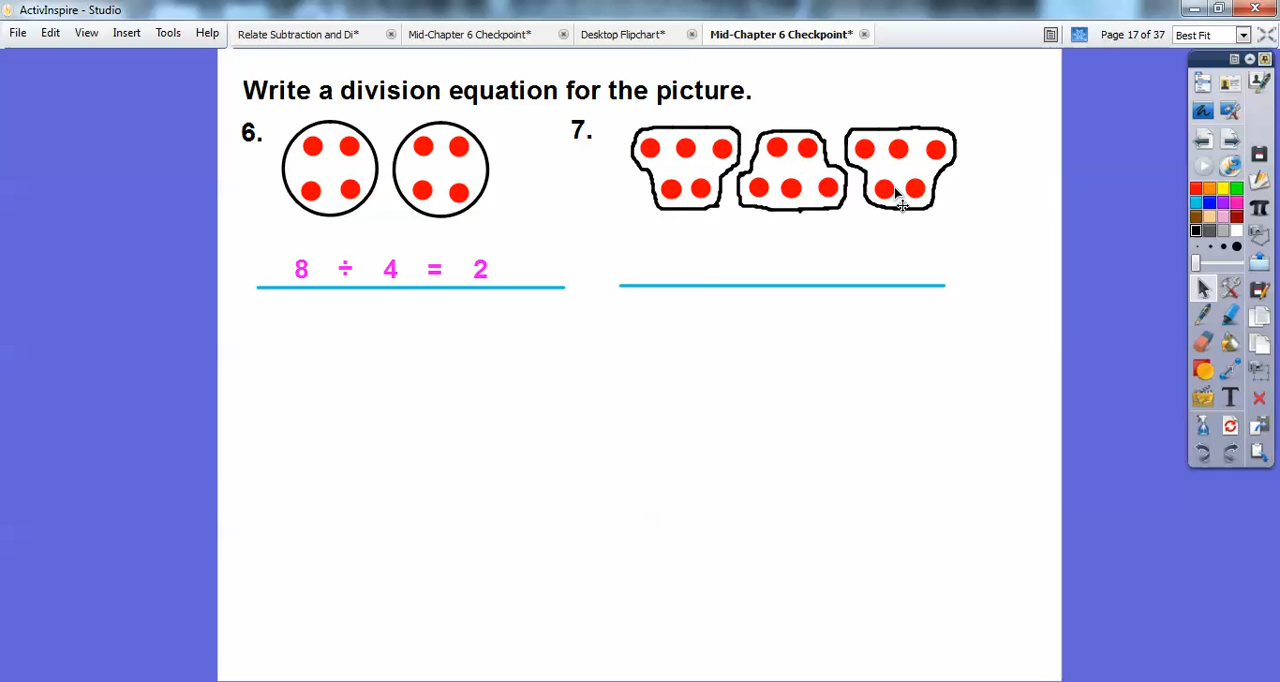 ActivInspire - Studio
File Edit View Insert Tools Help
Relate Subtraction and Di* Mid-Chapter 6 Checkpoint* Desktop Flipchart* Mid-Chapter 6 Checkpoint*
Page 17 of 37 Best Fit
Write a division equation for the picture.
6.
7.
8 ÷ 4 = 2